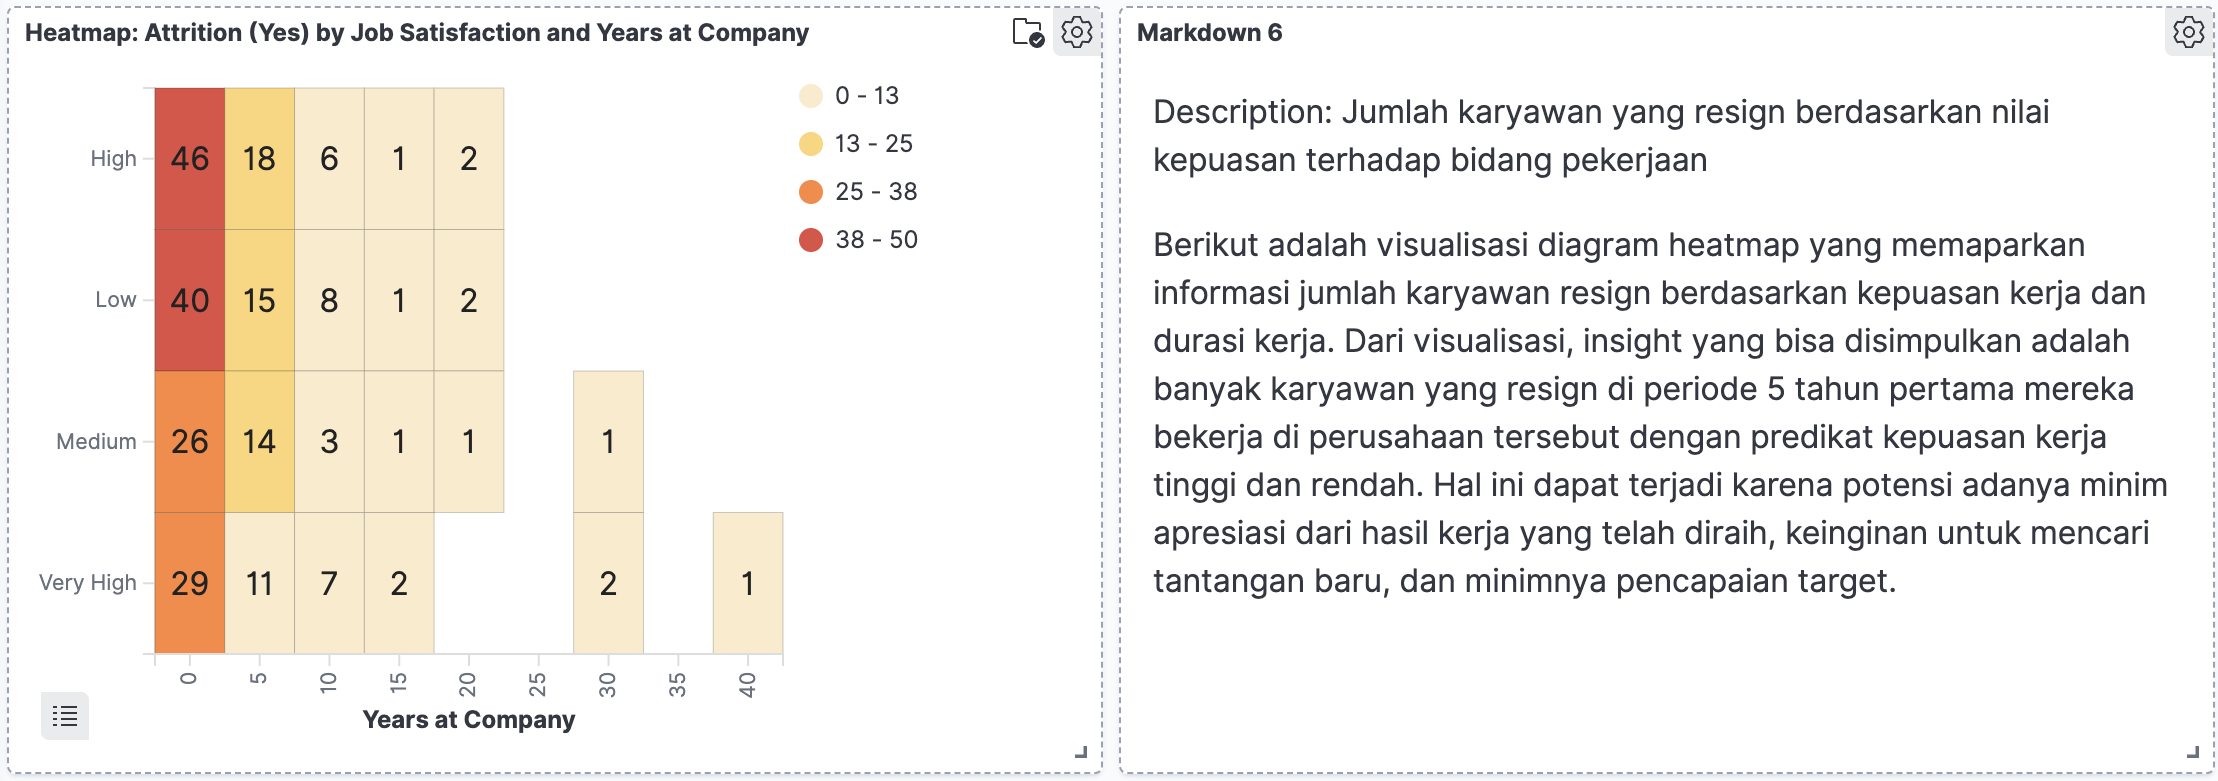 Heatmap: Attrition (Yes) by Job Satisfaction and Years at Company
High 46 18 6 1 2
Low 40 15 8 1 2
Medium 26 14 3 1 1 1
Very High 29 11 7 2 2 1
0 5 10 15 20 25 30 35 40
Years at Company
0 - 13
13 - 25
25 - 38
38 - 50
Markdown 6
Description: Jumlah karyawan yang resign berdasarkan nilai
kepuasan terhadap bidang pekerjaan
Berikut adalah visualisasi diagram heatmap yang memaparkan
informasi jumlah karyawan resign berdasarkan kepuasan kerja dan
durasi kerja. Dari visualisasi, insight yang bisa disimpulkan adalah
banyak karyawan yang resign di periode 5 tahun pertama mereka
bekerja di perusahaan tersebut dengan predikat kepuasan kerja
tinggi dan rendah. Hal ini dapat terjadi karena potensi adanya minim
apresiasi dari hasil kerja yang telah diraih, keinginan untuk mencari
tantangan baru, dan minimnya pencapaian target.